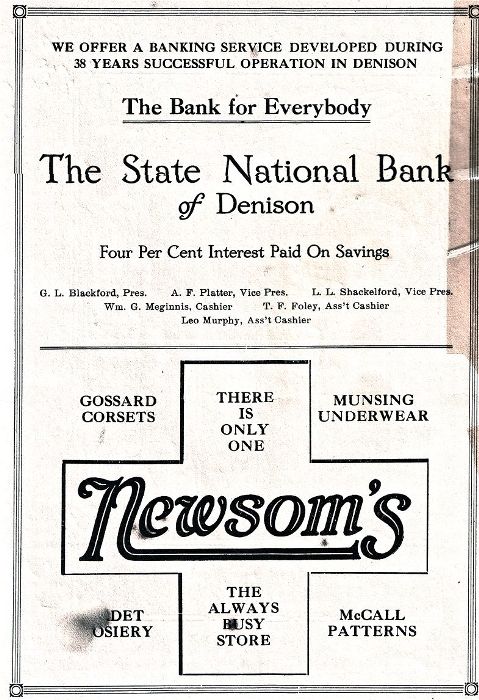 WE OFFER A BANKING SERVICE DEVELOPED DURING
38 YEARS SUCCESSFUL OPERATION IN DENISON
The Bank for Everybody
The State National Bank
of Denison
Four Per Cent Interest Paid On Savings
G. L. Blackford, Pres. A. F. Platter, Vice Pres. L. L. Shackelford, Vice Pres.
Wm. G. Meginnis, Cashier T. F. Foley, Ass't Cashier
Leo Murphy, Ass't Cashier
GOSSARD
CORSETS
THERE
IS
ONLY
ONE
MUNSING
UNDERWEAR
Newsom's
THE
ALWAYS
BUSY
STORE
McCALL
PATTERNS